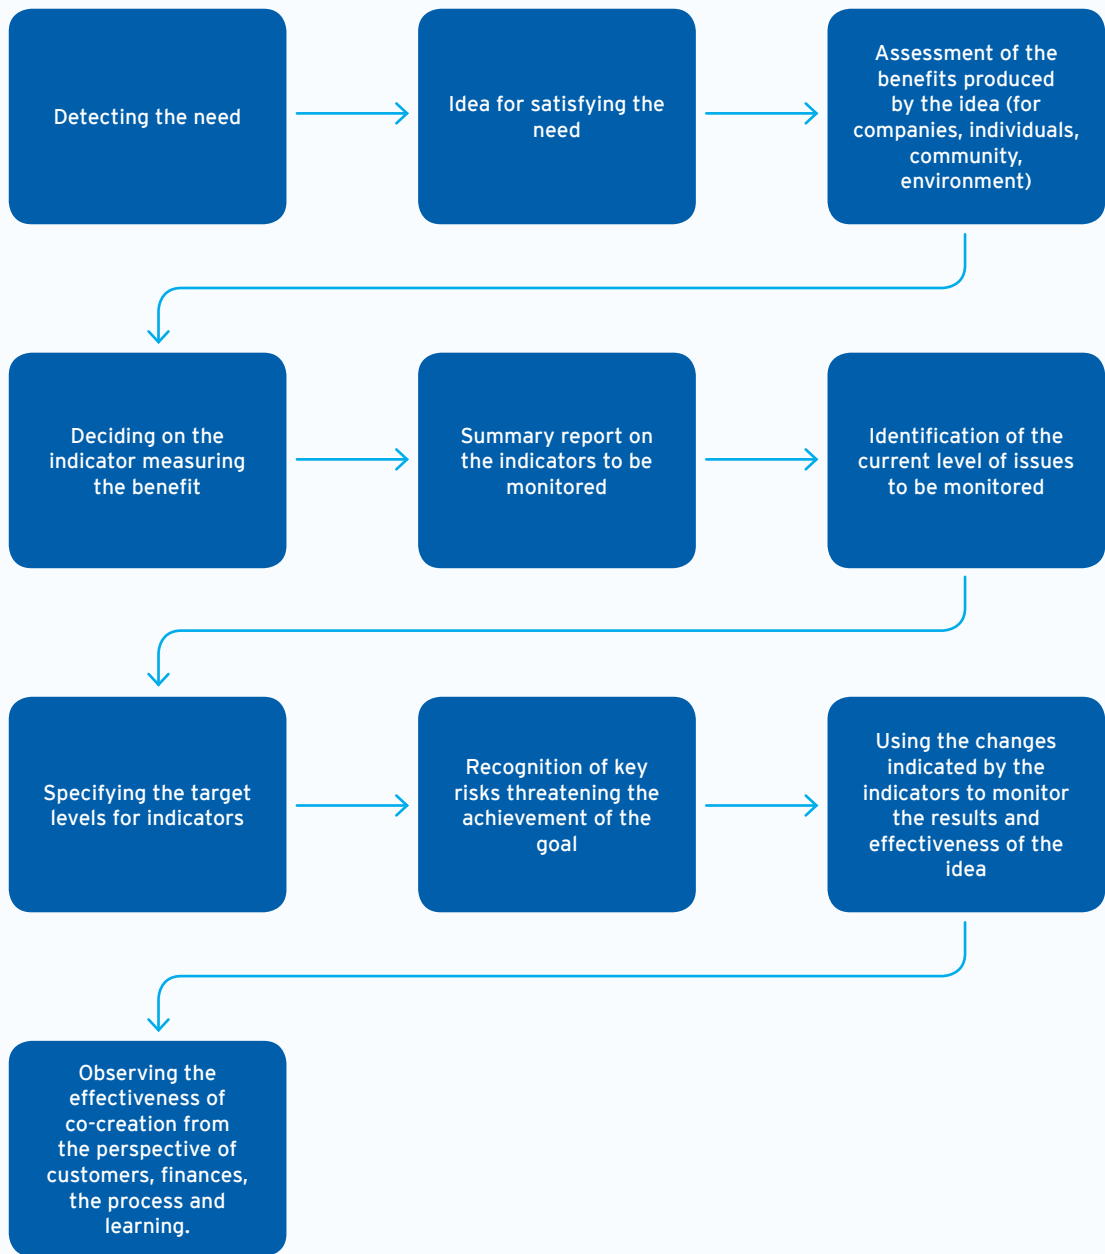 Detecting the need
Idea for satisfying the
need
Assessment of the
benefits produced
by the idea (for
companies, individuals,
community,
environment)
Deciding on the
indicator measuring
the benefit
Summary report on
the indicators to be
monitored
Identification of the
current level of issues
to be monitored
Specifying the target
levels for indicators
Recognition of key
risks threatening the
achievement of the
goal
Using the changes
indicated by the
indicators to monitor
the results and
effectiveness of the
idea
Observing the
effectiveness of
co-creation from
the perspective of
customers, finances,
the process and
learning.